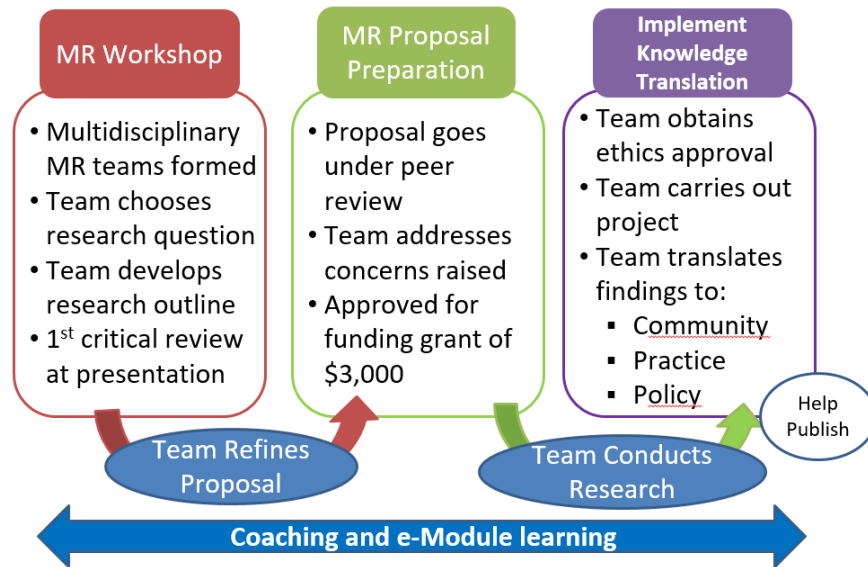 MR Workshop
• Multidisciplinary
MR teams formed
• Team chooses
research question
• Team develops
research outline
• 1st critical review
at presentation
MR Proposal
Preparation
• Proposal goes
under peer
review
• Team addresses
concerns raised
• Approved for
funding grant of
$3,000
Implement
Knowledge
Translation
• Team obtains
ethics approval
• Team carries out
project
• Team translates
findings to:
▪ Community
▪ Practice
▪ Policy
Team Refines
Proposal
Team Conducts
Research
Help
Publish
Coaching and e-Module learning